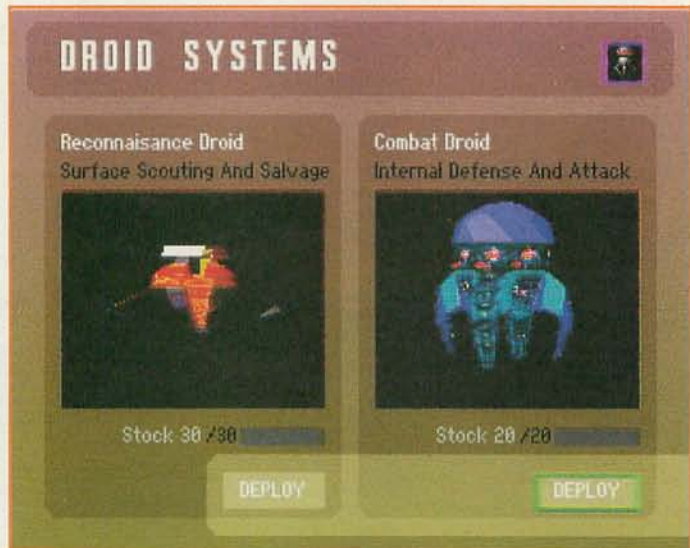 DROID SYSTEMS
Reconnaisance Droid
Surface Scouting And Salvage
Stock 30/30
DEPLOY
Combat Droid
Internal Defense And Attack
Stock 20/20
DEPLOY